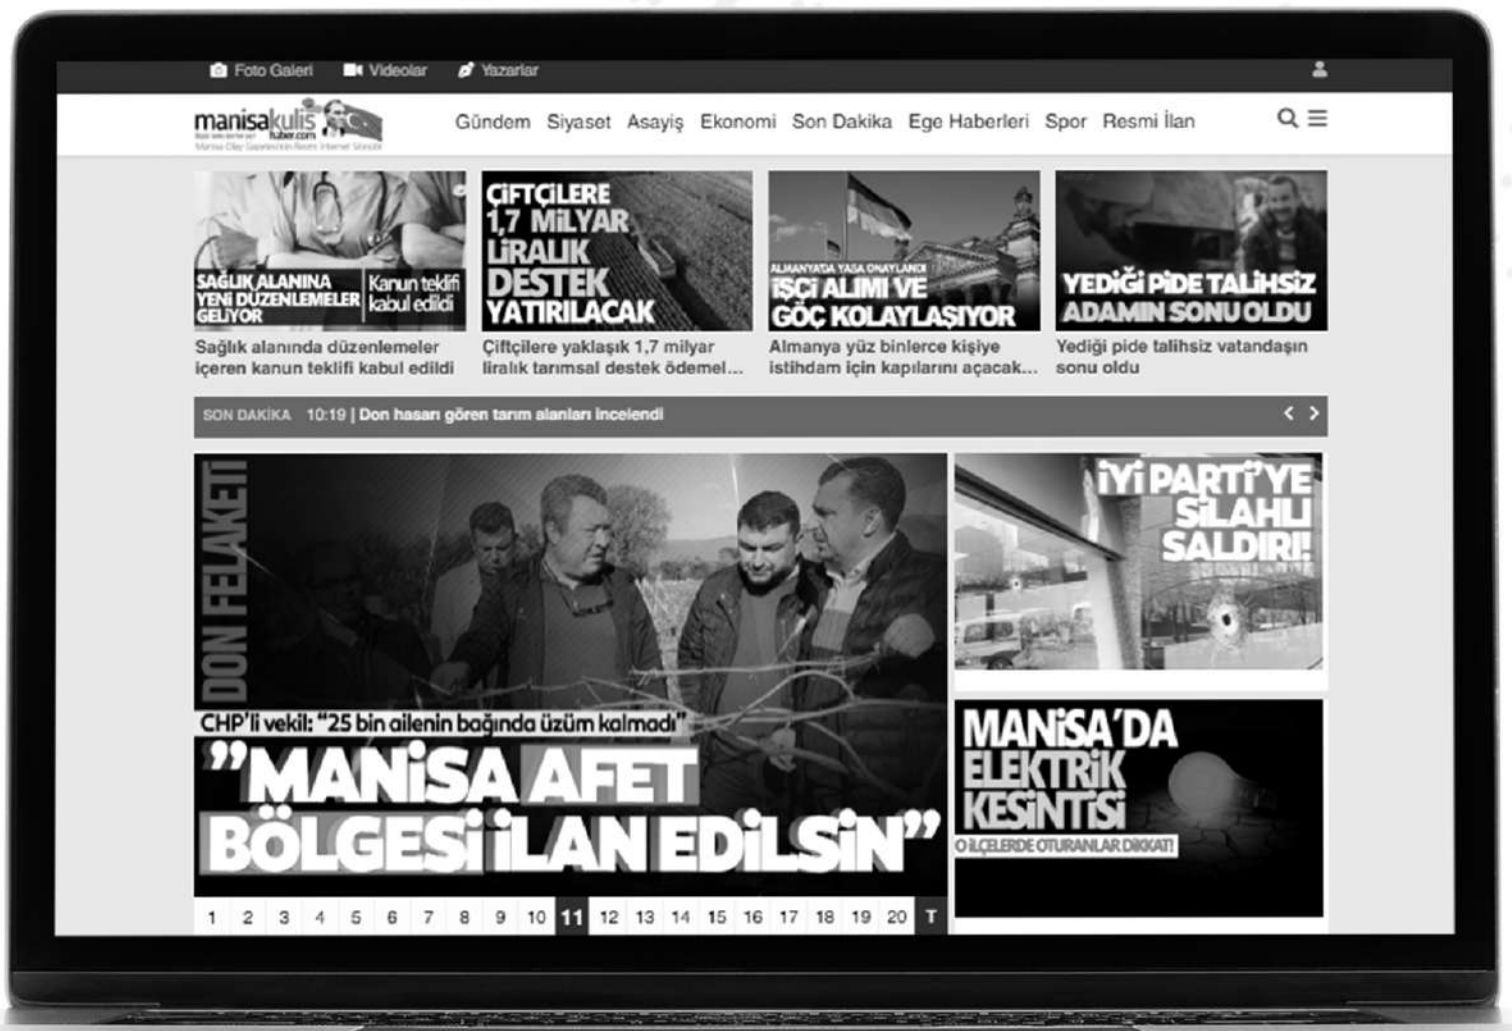 Foto Galeri
Videolar
Yazarlar
manisakulis
haber.com
Gündem Siyaset Asayiş Ekonomi Son Dakika Ege Haberleri Spor Resmi İlan
SAĞLIK ALANINA
YENİ DÜZENLEMELER
GELİYOR
Kanun teklifi
kabul edildi
Sağlık alanında düzenlemeler
içeren kanun teklifi kabul edildi
ÇİFTÇİLERE
1,7 MİLYAR
LİRALIK
DESTEK
YATIRILACAK
Çiftçilere yaklaşık 1,7 milyar
liralık tarımsal destek ödemel...
ALMANYA'DA YASA ONAYLANDI
İŞÇİ ALIMI VE
GÖÇ KOLAYLAŞIYOR
Almanya yüz binlerce kişiye
istihdam için kapılarını açacak...
YEDİĞİ PİDE TALİHSİZ
ADAMIN SONU OLDU
Yediği pide talihsiz vatandaşın
sonu oldu
SON DAKİKA 10:19 | Don hasarı gören tarım alanları incelendi
DON FELAKETİ
CHP'li vekil: “25 bin ailenin bağında üzüm kalmadı”
”MANİSA AFET
BÖLGESİ İLAN EDİLSİN”
1 2 3 4 5 6 7 8 9 10 11 12 13 14 15 16 17 18 19 20 T
İYİ PARTİ’YE
SİLAHLI
SALDIRI!
MANİSA’DA
ELEKTRİK
KESİNTİSİ
O İLÇELERDE OTURANLAR DİKKAT!